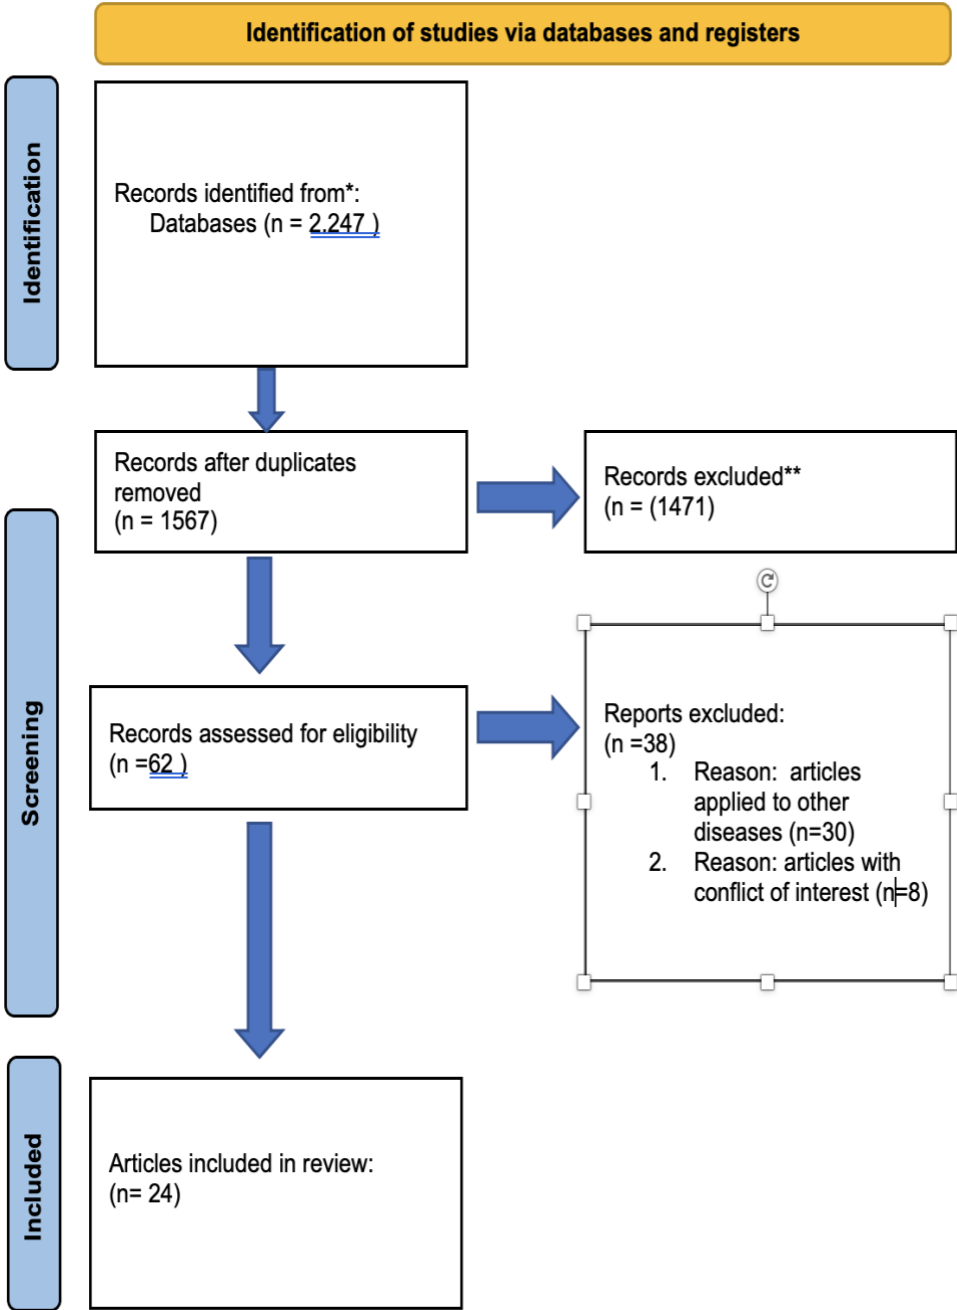 Identification of studies via databases and registers
Identification
Records identified from*:
Databases (n = 2.247 )
Records after duplicates
removed
(n = 1567)
Records excluded**
(n = (1471)
Screening
Records assessed for eligibility
(n =62 )
Reports excluded:
(n =38)
1. Reason: articles
applied to other
diseases (n=30)
2. Reason: articles with
conflict of interest (n=8)
Included
Articles included in review:
(n= 24)